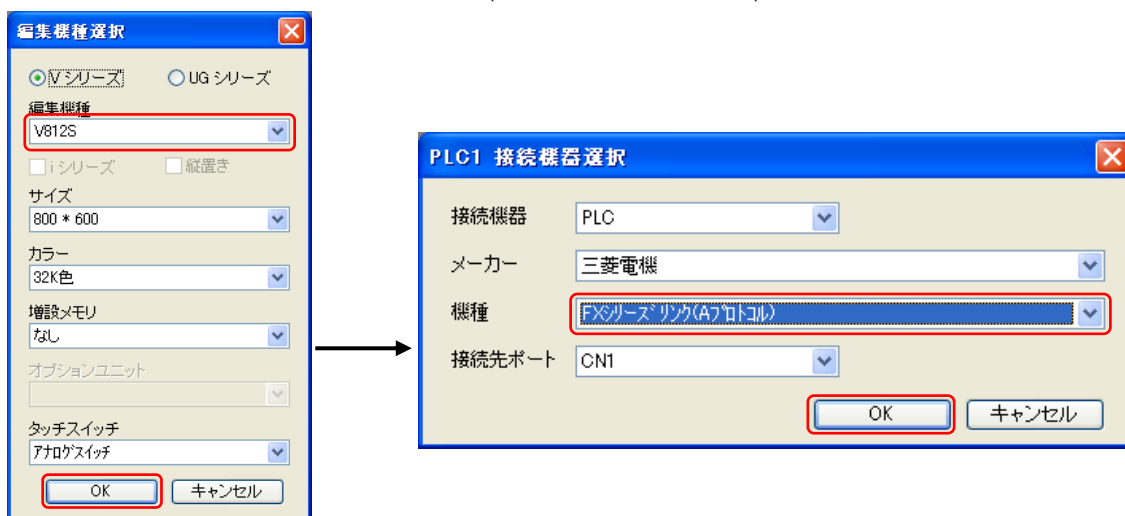 編集機種選択
Vシリーズ UG シリーズ
編集機種
V812S
iシリーズ 縦置き
サイズ
800 * 600
カラー
32K色
増設メモリ
なし
オプションユニット
タッチスイッチ
アナログスイッチ
OK キャンセル
PLC1 接続機器選択
接続機器 PLC
メーカー 三菱電機
機種 FXシリーズ リンク(Aプロトコル)
接続先ポート CN1
OK キャンセル